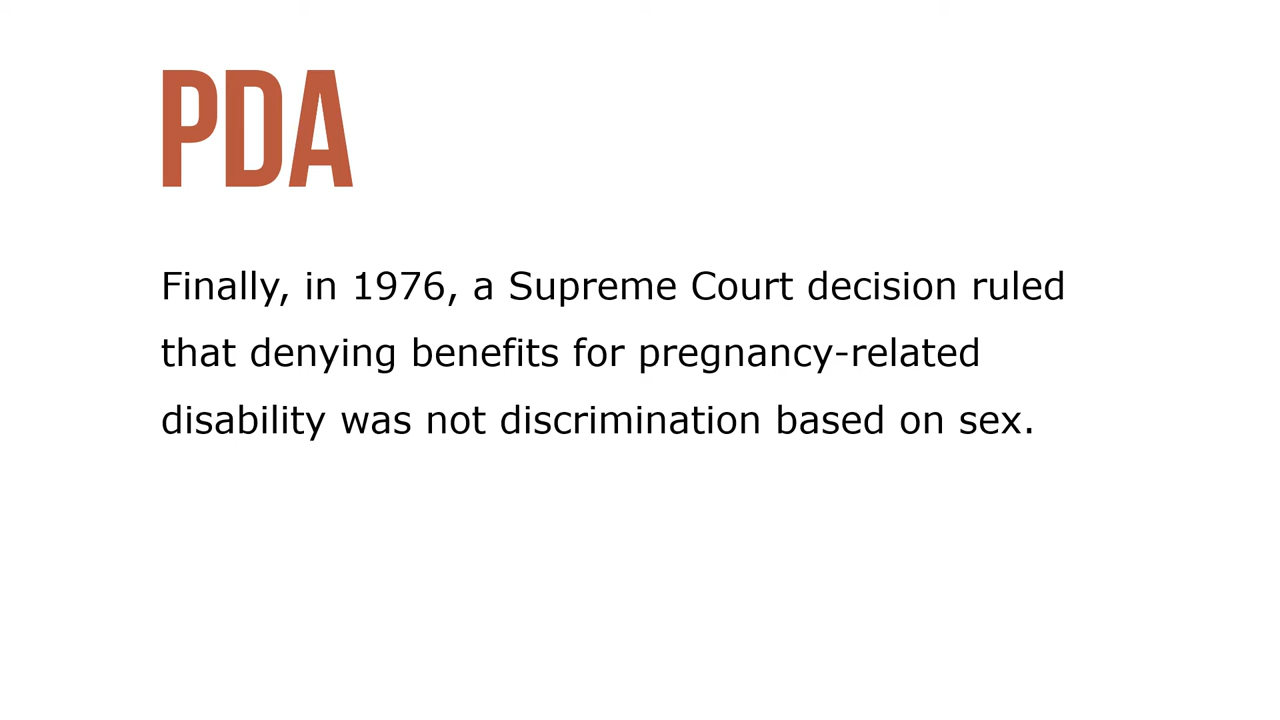 PDA
Finally, in 1976, a Supreme Court decision ruled
that denying benefits for pregnancy-related
disability was not discrimination based on sex.